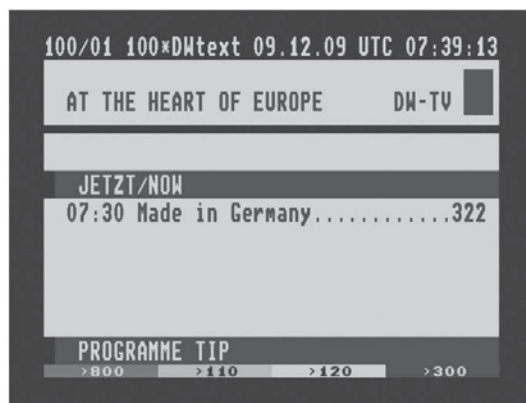 100/01 100*DWtext 09.12.09 UTC 07:39:13
AT THE HEART OF EUROPE DW-TV
JETZT/NOW
07:30 Made in Germany............322
PROGRAMME TIP
>800 >110 >120 >300